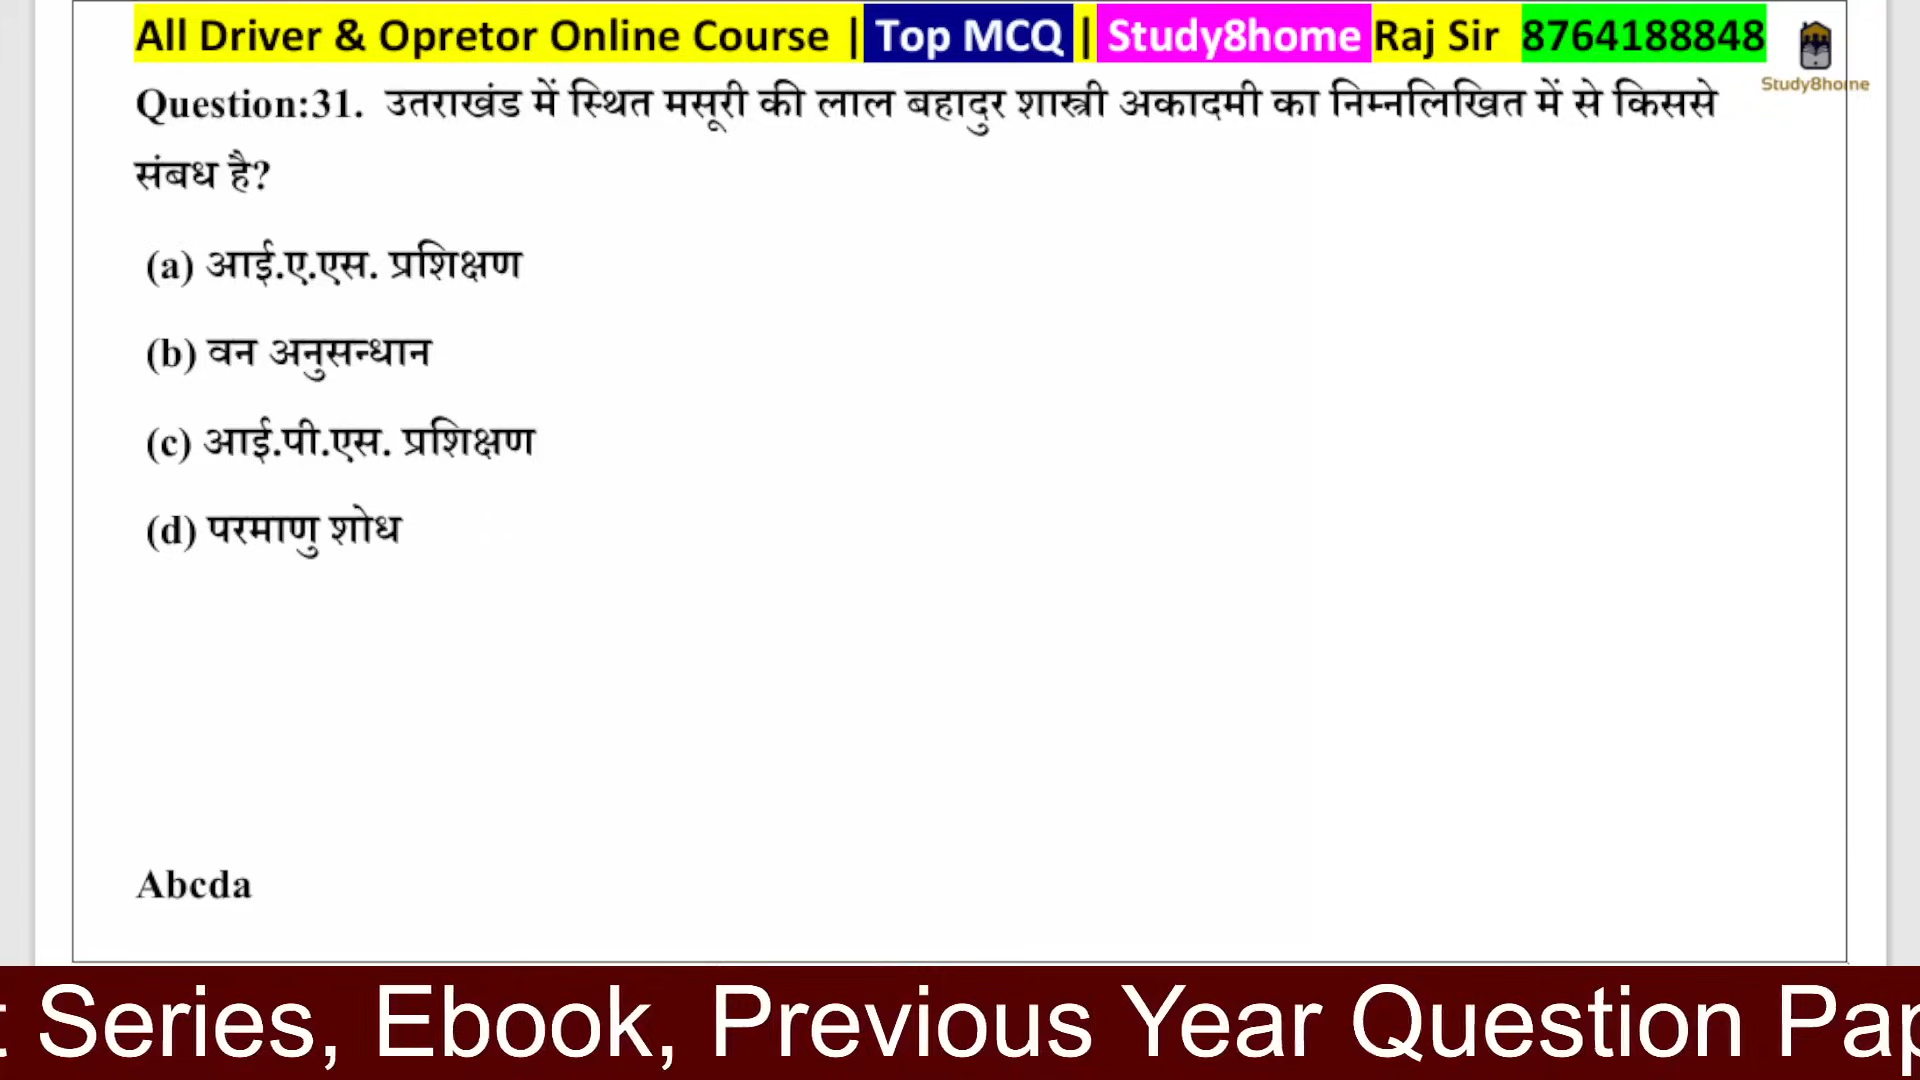 All Driver & Opretor Online Course | Top MCQ | Study8home Raj Sir 8764188848
Study8home
Question:31. उतराखंड में स्थित मसूरी की लाल बहादुर शास्त्री अकादमी का निम्नलिखित में से किससे
संबध है?
(a) आई.ए.एस. प्रशिक्षण
(b) वन अनुसन्धान
(c) आई.पी.एस. प्रशिक्षण
(d) परमाणु शोध
Abcda
t Series, Ebook, Previous Year Question Pap